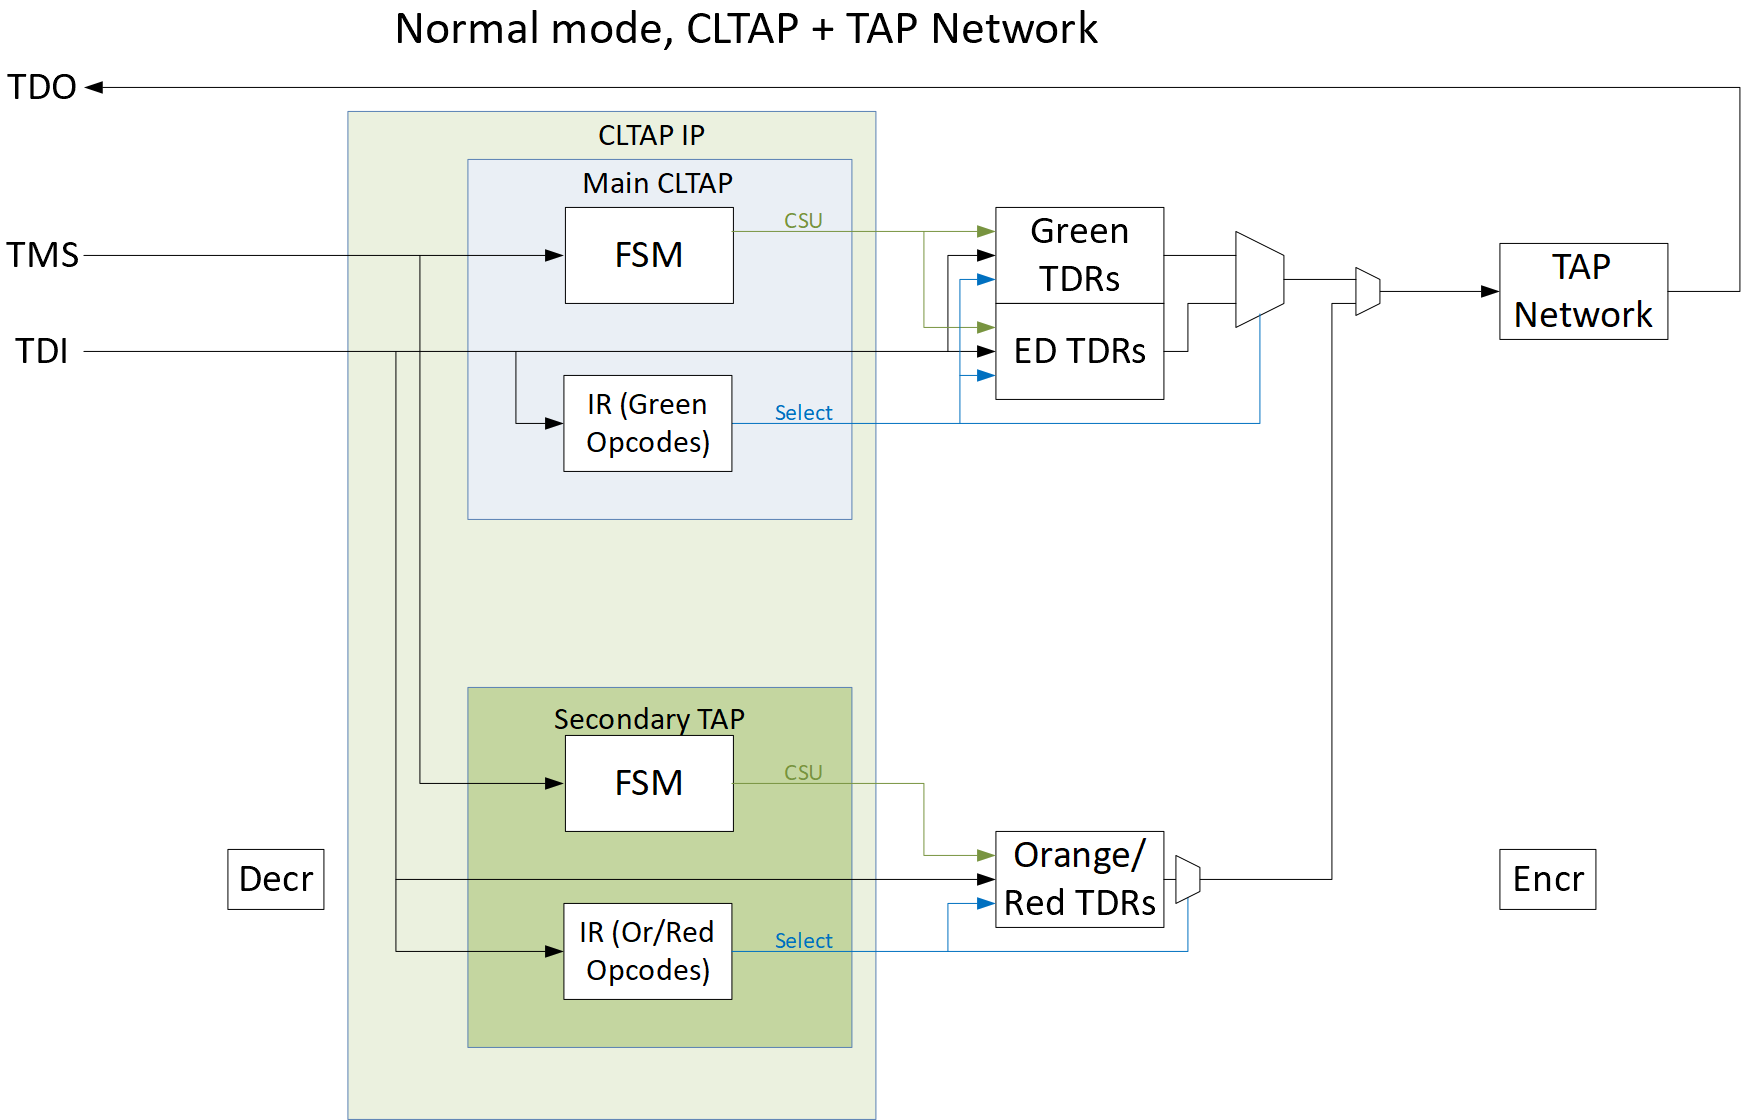 Normal mode, CLTAP + TAP Network
TDO
CLTAP IP
Main CLTAP
CSU
FSM
Green
TDRs
TMS
TAP
Network
TDI
ED TDRs
IR (Green
Opcodes)
Select
Secondary TAP
FSM
CSU
Decr
Orange/
Red TDRs
Encr
IR (Or/Red
Opcodes)
Select